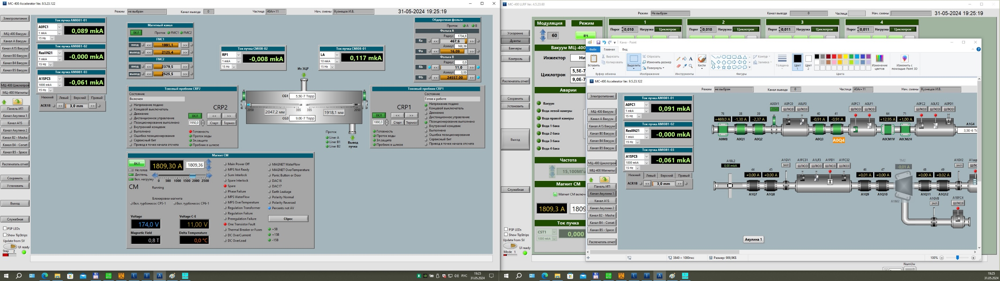 MC-400 Accelerator Ver. 9.5.23.122
Режим не выбран Канал вывода 0 Частица 40Ar+11 Нач. смены Кузнецов И.В. 31-05-2024 19:25:19
Электропитание
МЦ-400 Вакуум
Канал А Вакуум
Канал A1S Вакуум
Канал B0 Вакуум
Канал B4 Вакуум
Канал B5 Вакуум
МЦ-400 Циклотрон
МЦ-400 Магниты
Панель ИП
Канал Акулина 1
Канал A1S
Канал Акулина 2
Канал B2 - Masha
Канал B4 - Corset
Канал B5 - Space
Распечатать отчет
Сохранить
Установить
Выход
Служебная
PSP LEDs
Show TipStrips
Update from SV
UI ready
Step 2
Ток пучка AMI081-01
A0FC1
1 mkA
15 Hz
0,089 mkA
Ток пучка AMI081-02
ResIIN21
1 mkA
15 Hz
-0,000 mkA
Ток пучка AMI081-03
A1SFC5
1000 mkA
15 Hz
-0,061 mkA
Нижний Левый Верхний Правый
ACR1B << 3,0 mm >>
Магнтный канал
ВКЛ Проток FMC1 FMC2
FMC1
вход << 1991,1 >>
выход << 2125,4 >>
FMC2
вход << 2379,5 >>
выход << 2525,5 >>
Ток пучка CMI08-02
RP1
1 mkA
15 Hz
-0,008 mkA
Ток пучка CMI08-01
LA
10 mkA
15 Hz
0,117 mkA
Обдирочная фольга
Проток A B
Фольга A
Радиус 1704,8
Ra << 467,6 >>
Азимут 168,39
Фa << 16,09 >>
Фольга B
Радиус 0,0
Rb << 11,0 >>
Азимут 0,00
Фb << 24557,00 >>
Токовый пробник CRP2
Состояние
Включен
Напряжение подано
Концевой выключатель
Движение
Дистанционное управление
Позиционирование выполнено
Внутренний концевик
Выполнено
Ошибка позиционирования
Сервисный бит
Привод в точке начала отсчета
CRP2
ВКЛ << >>
1950,0 Старт Тормоз
Готовность
Проток воды
Эл.защита
Пробник в шлюзе
Из ЭЦР
CG1 5,5E-7 Торр
2050 2047,2 мм 355 355 1918,1 мм 2050
CG3 9,0E-7 Торр
Проток
Liner A
Liner B1
Liner B2
Вывод пучка
Токовый пробник CRP1
CRP1
ВКЛ << >>
1800,0 Старт Тормоз
Готовность
Проток воды
Эл.защита
Пробник в шлюзе
Состояние
Готов к работе
Напряжение подано
Концевой выключатель
Движение
Дистанционное управление
Позиционирование выполнено
Внутренний концевик
Выполнено
Ошибка позиционирования
Сервисный бит
Привод в точке начала отсчета
Магнит CM
ВКЛ 1809,30 A 1809,36
Не готов
Дистанц.
Вкл. нагрузку
0 500 1000 1500 2000 2500
CM Running
Блокировки магнита
Вкл. турбонасос CP5-1 Вкл. турбонасос CP6-1
Voltage Voltage C-E
174,0 V 11,00 V
Magnetic Field Delta Temperature
0,8 T 0,0 °C
Main Power Off
MPS Not Ready
Sum Interlock
Spare Interlock
Spare
Phase Failure
MPS WaterFlow
MPS OverTemperature
Regulation Transformer
Regulation Failure
Preregulation Failure
One Transistor Fault
Thermal Breaker or Fuses
DC OverCurrrent
DC OverLoad
MAGNET WaterFlow
MAGNET OverTemperature
Panic Button or Door
DAC16
DAC17
Earth Leakage
Polarity Normal
Polarity Reversed
Percents not AV
Сброс
+5В
+15В
-15В
РУС 19:25
31.05.2024
MC-400 LLRF Ver. 4.5.23.60
Режим Не выбран Канал вывода 0 Частица Нач. смены 31-05-2024 19:25:19
Ускорение
Дуанты
Банчеры
Контроль
Распечатать отчет
Сохранить
Установить
Выход
Служебная
PSP LEDs
Show TipStrips
Update from SV
UI ready
Mode 1
Модуляция Режим
60 ВЧ
Вакуум МЦ-400
Инжектор
Циклотрон 5,5E-7
9,0E-7
Аварии
Вакуум
Вода левой камеры
Вода правой камеры
Вода 1 бака
Вода 2 бака
Вода 3 бака
Вода 4 бака
Частота
15,100МГ
Магнит CM
Магнит CM включ
1809,3 A 1809
Ток пучка
CST1
1000 mkA
0,000
1 2 3 4
Порог 0,010 Нагрузка Циклотрон
Порог 0,010 Нагрузка Циклотрон
Порог 0,011 Нагрузка Циклотрон
Порог 0,011 Нагрузка Циклотрон
Кана - Paint
Файл Главная Вид
Вставить
Вырезать
Копировать
Буфер обмена
Выделить
Обрезать
Изменить размер
Повернуть
Изображение
Инструменты
Кисти
Контур
Заливка
Фигуры
Толщина
Цвет 1
Цвет 2
Изменение цветов
Цвета
Изменить с помощью Paint 3D
MC-400 Accelerator Ver. 9.5.23.122
Режим не выбран Канал вывода 0 Частица 40Ar+11 Нач. смены Кузнецов И.В.
Электропитание
МЦ-400 Вакуум
Канал А Вакуум
Канал A1S Вакуум
Канал B0 Вакуум
Канал B4 Вакуум
Канал B5 Вакуум
МЦ-400 Циклотрон
МЦ-400 Магниты
Панель ИП
Канал Акулина 1
Канал A1S
Канал Акулина 2
Канал B2 - Masha
Канал B4 - Corset
Канал B5 - Space
Распечатать отчет
Ток пучка AMI081-01
A0FC1
1 mkA
15 Hz
0,091 mkA
Ток пучка AMI081-02
ResIIN21
1 mkA
15 Hz
-0,000 mkA
Ток пучка AMI081-03
A1SFC5
1000 mkA
15 Hz
-0,061 mkA
Нижний Левый Верхний Правый
ACR1B << 3,0 mm >>
A0GV1 A0FC0 A0LF0 A0FC1 A0LF1 A0FC2 A0LF2 A0PD1
ОТКР ШЛЮЗ ШЛЮЗ ШЛЮЗ ШЛЮЗ ШЛЮЗ ШЛЮЗ ШЛЮЗ
76 38 39 40 41 64 71
+469,0 A -1,30 A -2,37 A -0,91 A -0,91 A +12,95 A +1,00 A
A1G4
3,5E-6 То
A0MB A0Q1 A0Q2 A0Q3 A0Q4 A0CM1V A0CM2H
A1BL2
0,00 mkA
A1GV1 A1FC31 A1LF3 A1PD1 A1FC32 TM2 A1GV2 A1sep
ЗАКР ШЛЮЗ ШЛЮЗ ШЛЮЗ ШЛЮЗ -0,01 A ЗАКР ШЛЮ
44 45 46 47 48 49
+0,00 A +0,00 A +0,01 A +0,00 A +0,00 A +0,02 A
A1Q7 A1Q8 A1Q9 A1Q10 A1M2 A1Q11 A1Q12
A1GVB A1BFC4
ЗАКР ШЛЮЗ
Акулина 1
3840 × 1080пкс Размер: 909,9КБ 100%
NumUw
19:25
31.05.2024